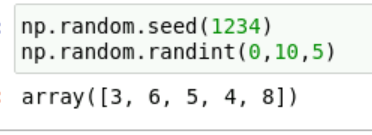 np.random.seed(1234)
np.random.randint(0,10,5)
array([3, 6, 5, 4, 8])